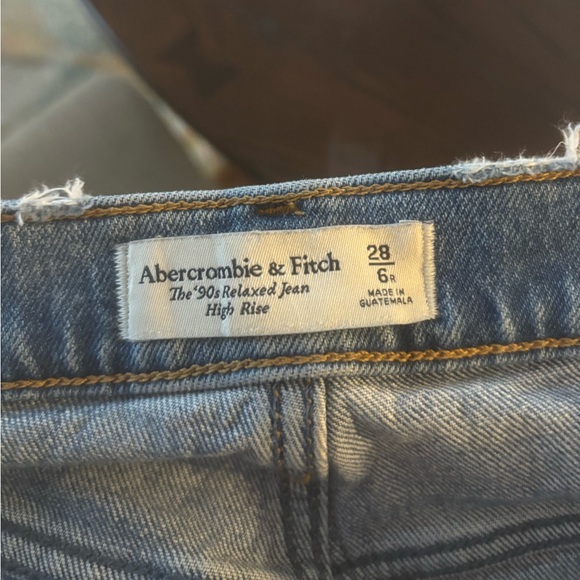 Abercrombie & Fitch
The '90s Relaxed Jean
High Rise
28
6R
MADE IN
GUATEMALA